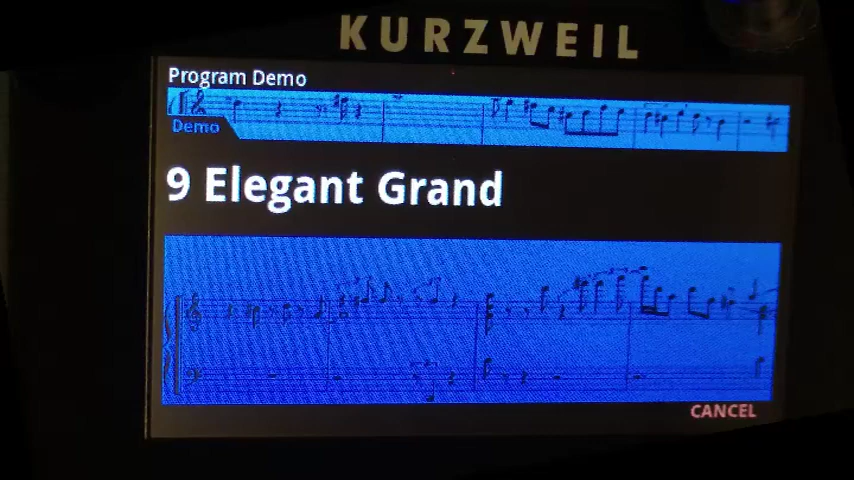 KURZWEIL
Program Demo
Demo
9 Elegant Grand
CANCEL